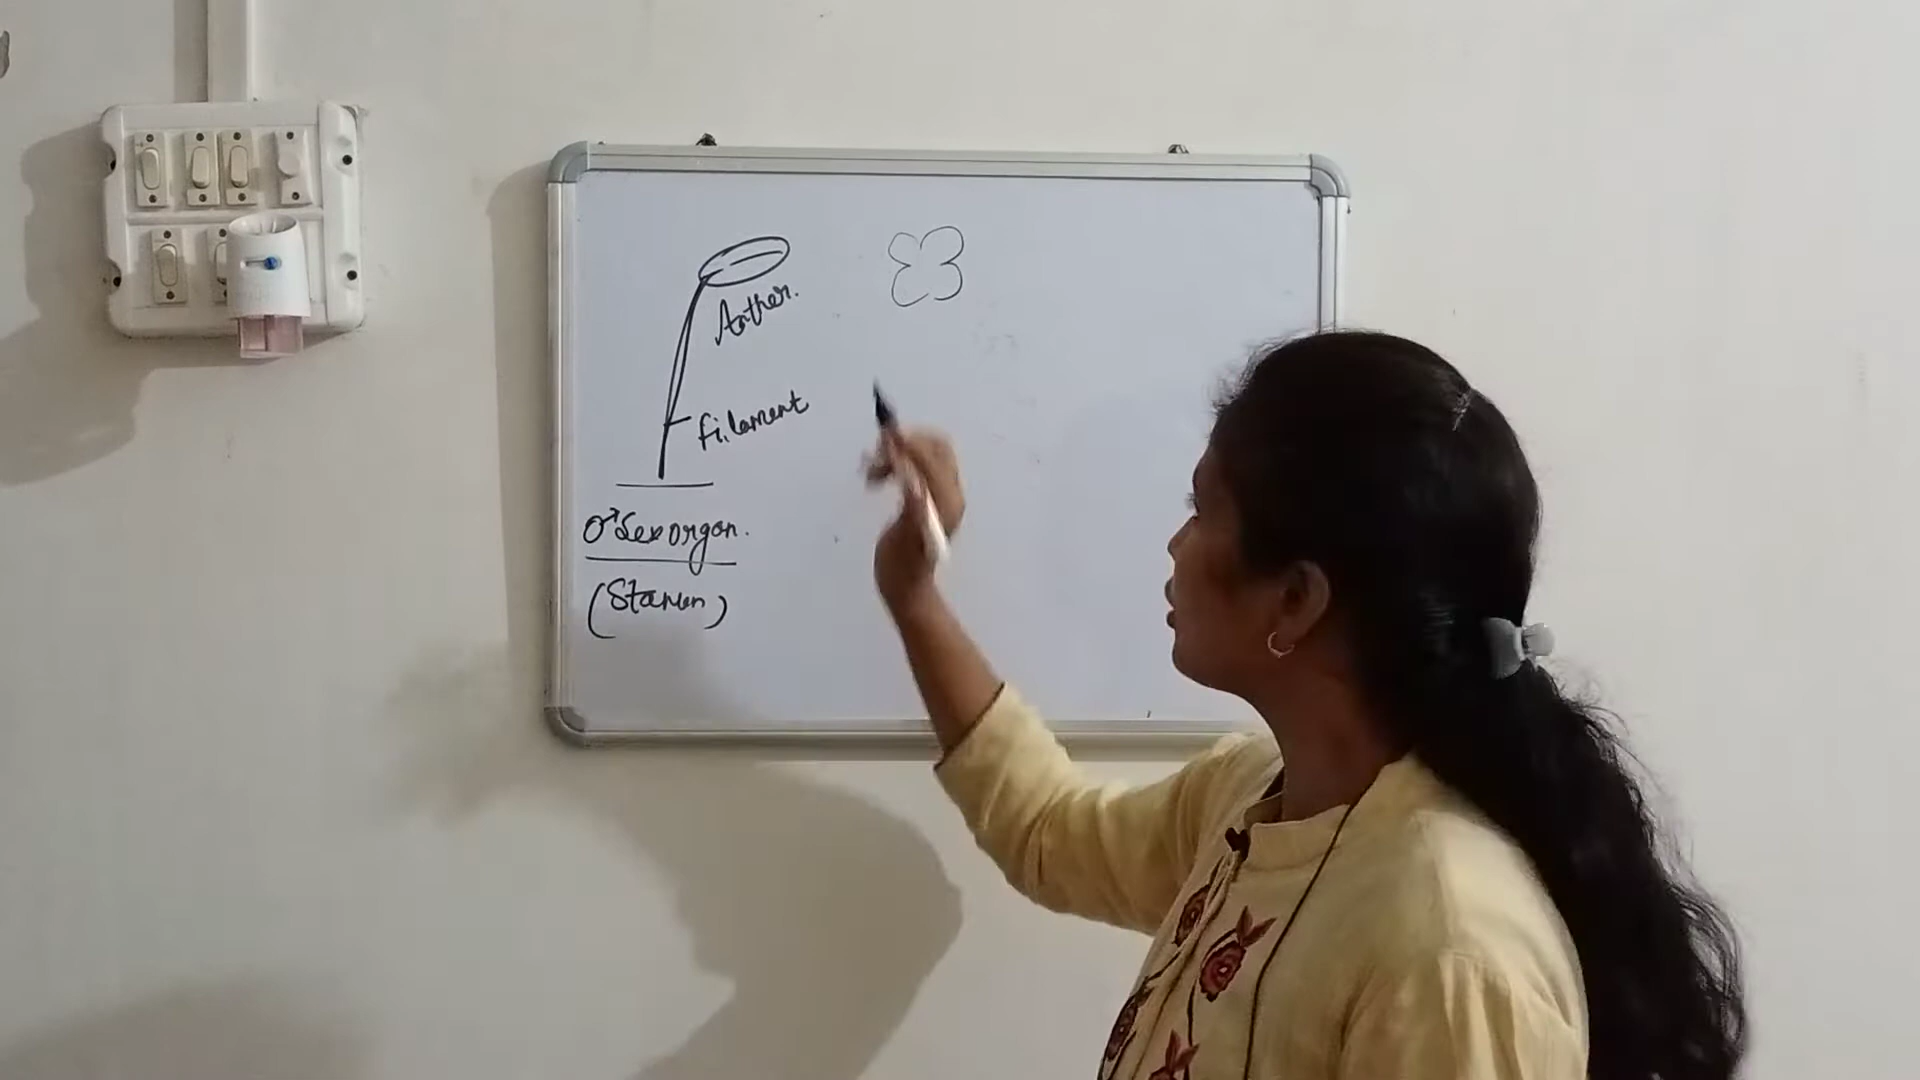 Anther.
Filament
♂ Sex organ.
(Stamen)